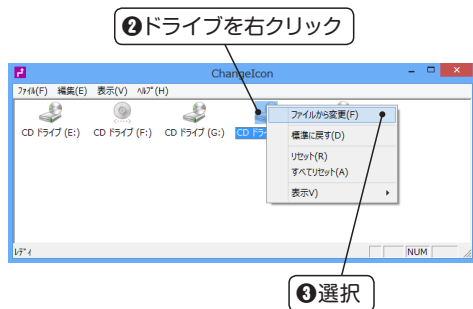 ❷ドライブを右クリック
ChangeIcon
ファイル(F) 編集(E) 表示(V) ヘルプ(H)
CD ドライブ (E:) CD ドライブ (F:) CD ドライブ (G:) CD ドラ
ファイルから変更(F)
標準に戻す(D)
リセット(R)
すべてリセット(A)
表示V)
レディ NUM
❸選択